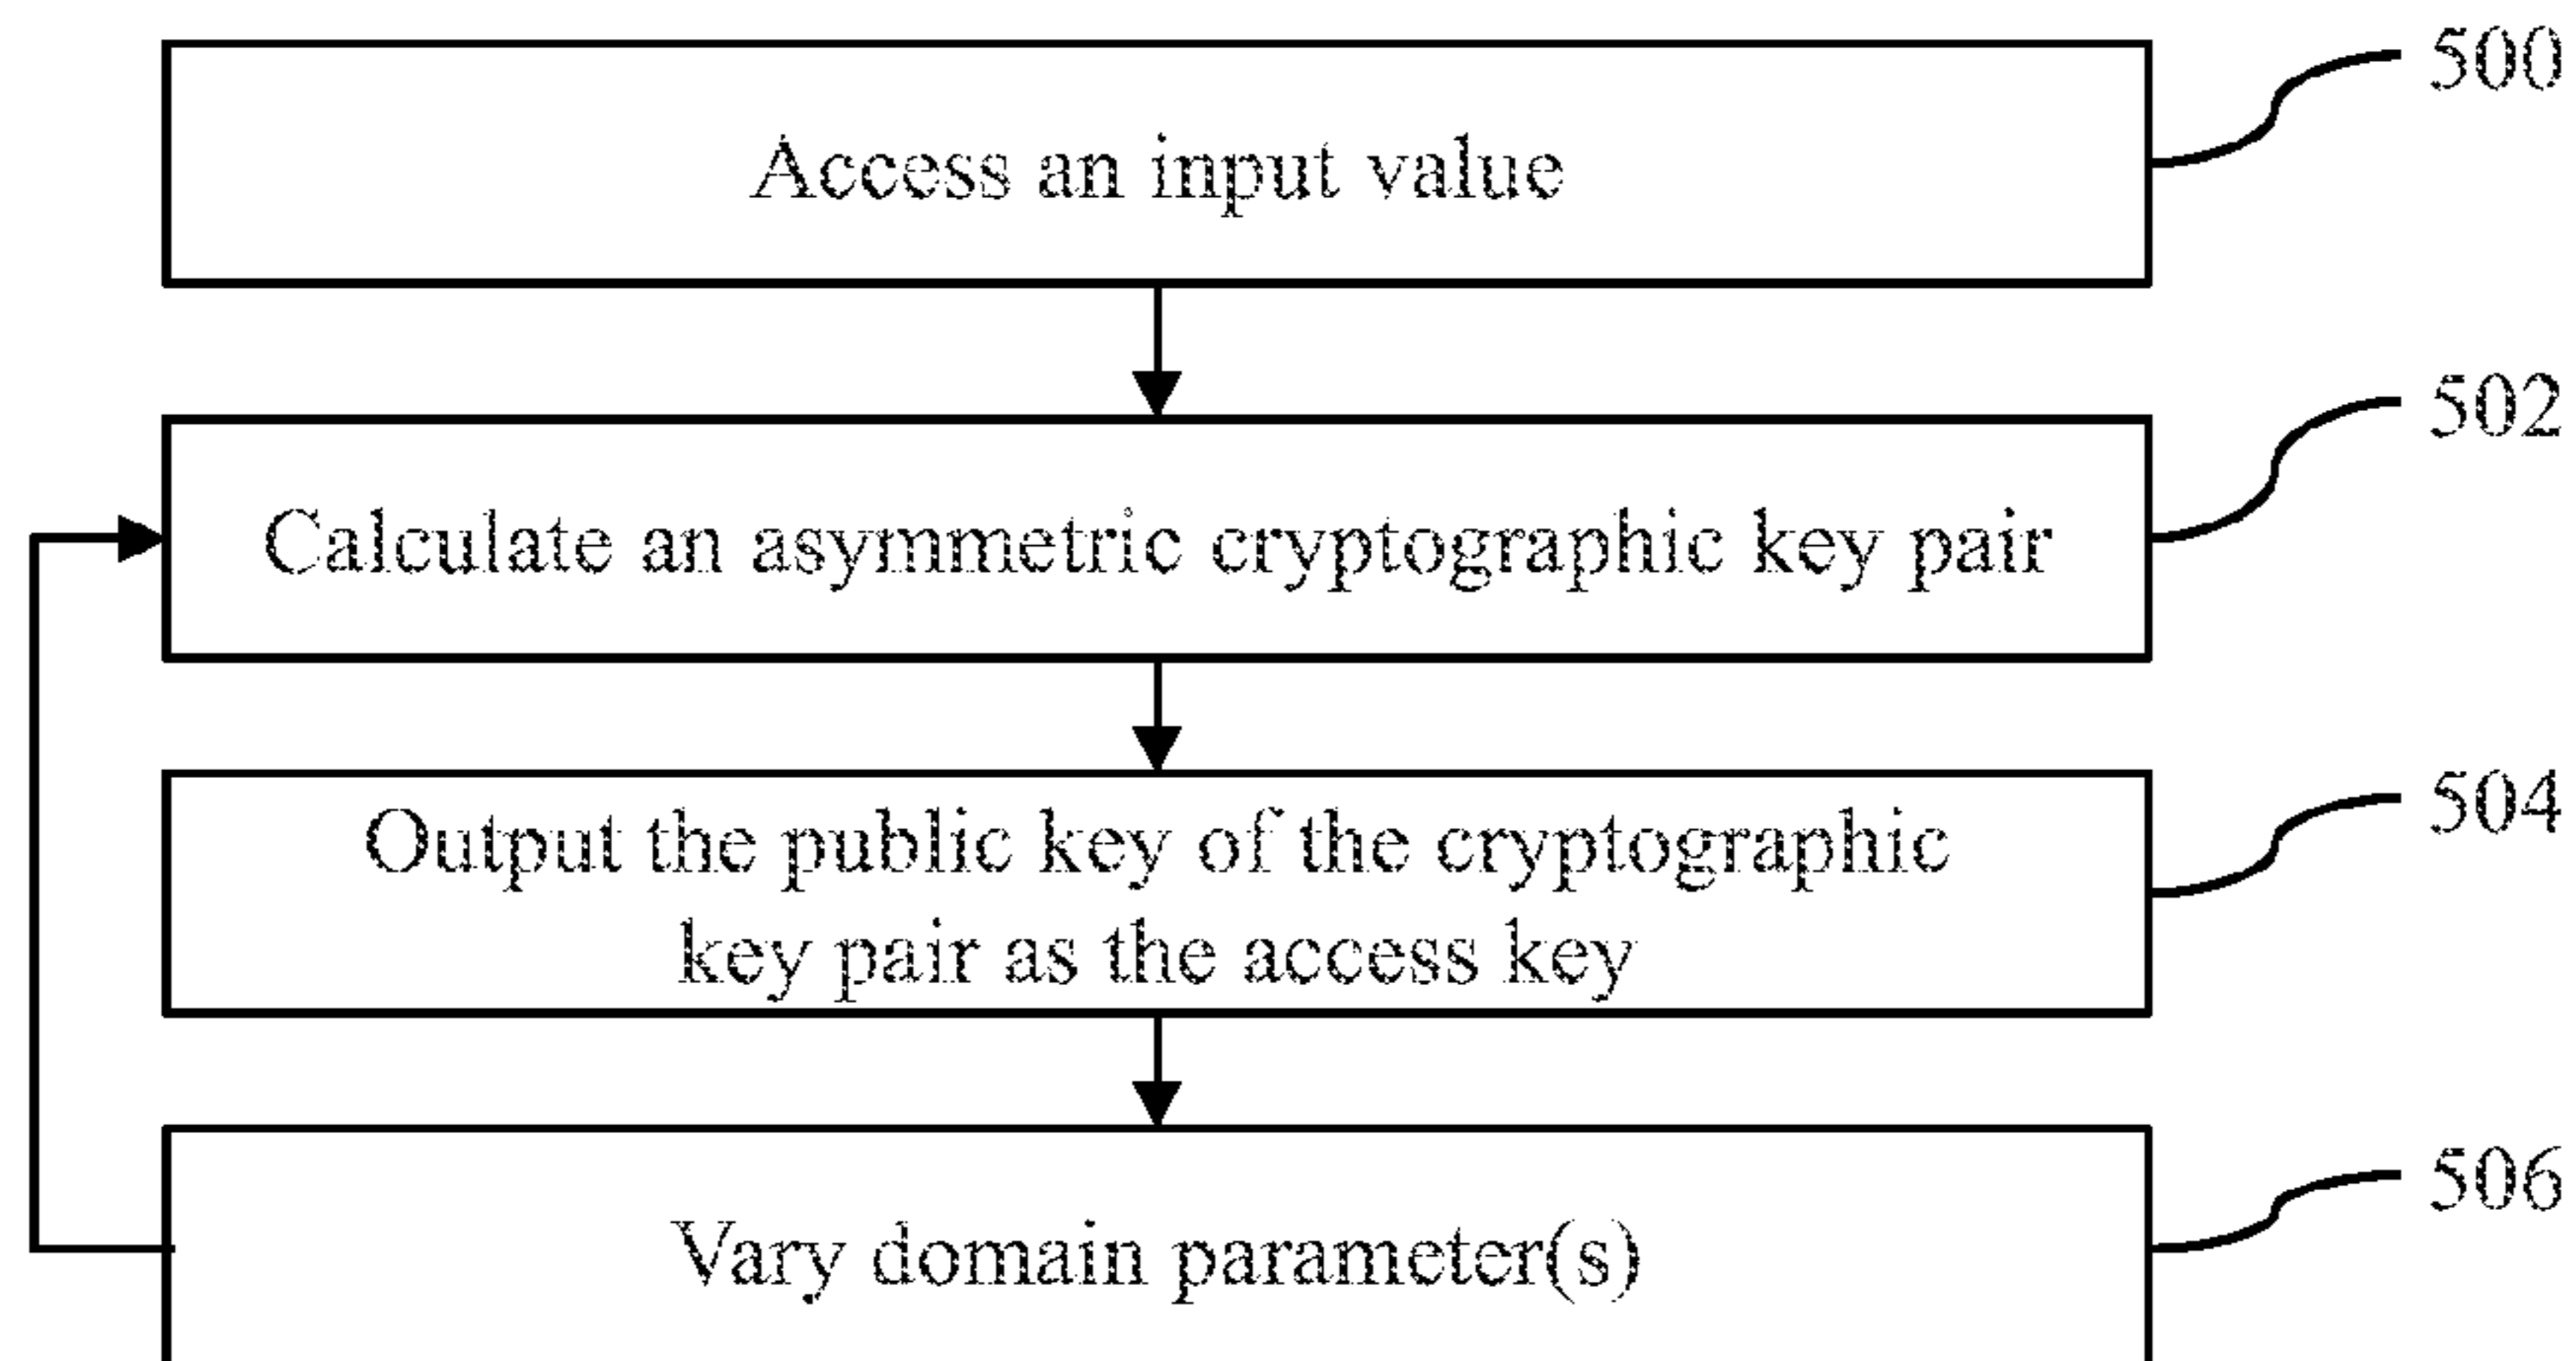 500
Access an input value
502
Calculate an asymmetric cryptographic key pair
504
Output the public key of the cryptographic
key pair as the access key
506
Vary domain parameter(s)